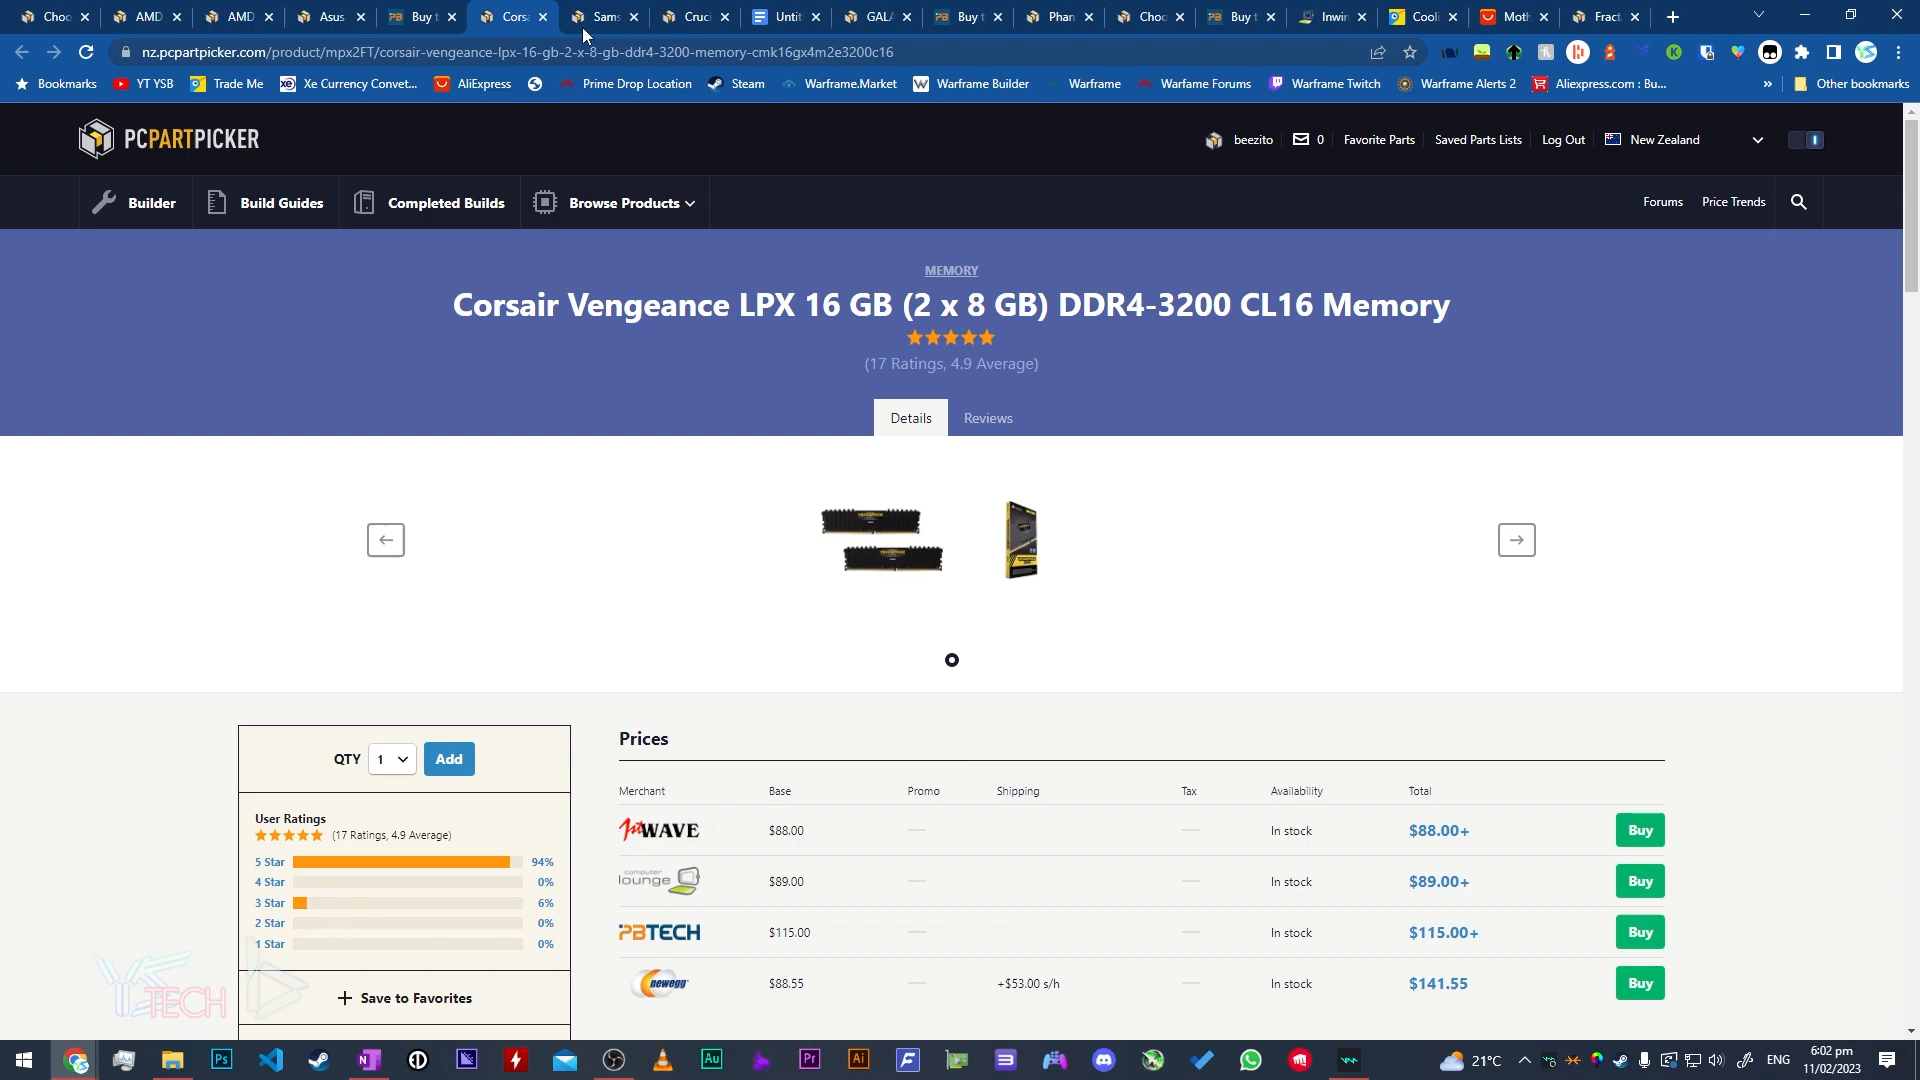 Choo
AMD
AMD
Asus
Buy t
Corsa
Sams
Cruci
Untit
GALA
Buy t
Phan
Choo
Buy t
Inwin
Cooli
Moth
Fract
nz.pcpartpicker.com/product/mpx2FT/corsair-vengeance-lpx-16-gb-2-x-8-gb-ddr4-3200-memory-cmk16gx4m2e3200c16
Bookmarks
YT YSB
Trade Me
Xe Currency Convet...
AliExpress
Prime Drop Location
Steam
Warframe.Market
Warframe Builder
Warframe
Warfame Forums
Warframe Twitch
Warframe Alerts 2
Aliexpress.com : Bu...
»
Other bookmarks
PCPARTPICKER
beezito
0
Favorite Parts
Saved Parts Lists
Log Out
New Zealand
Builder
Build Guides
Completed Builds
Browse Products
Forums
Price Trends
MEMORY
Corsair Vengeance LPX 16 GB (2 x 8 GB) DDR4-3200 CL16 Memory
(17 Ratings, 4.9 Average)
Details
Reviews
QTY 1 Add
User Ratings
(17 Ratings, 4.9 Average)
5 Star 94%
4 Star 0%
3 Star 6%
2 Star 0%
1 Star 0%
Save to Favorites
Prices
Merchant Base Promo Shipping Tax Availability Total
1st WAVE $88.00 — — In stock $88.00+ Buy
computer lounge $89.00 — — In stock $89.00+ Buy
PBTECH $115.00 — — In stock $115.00+ Buy
newegg $88.55 — +$53.00 s/h — In stock $141.55 Buy
TECH
21°C
ENG
6:02 pm
11/02/2023